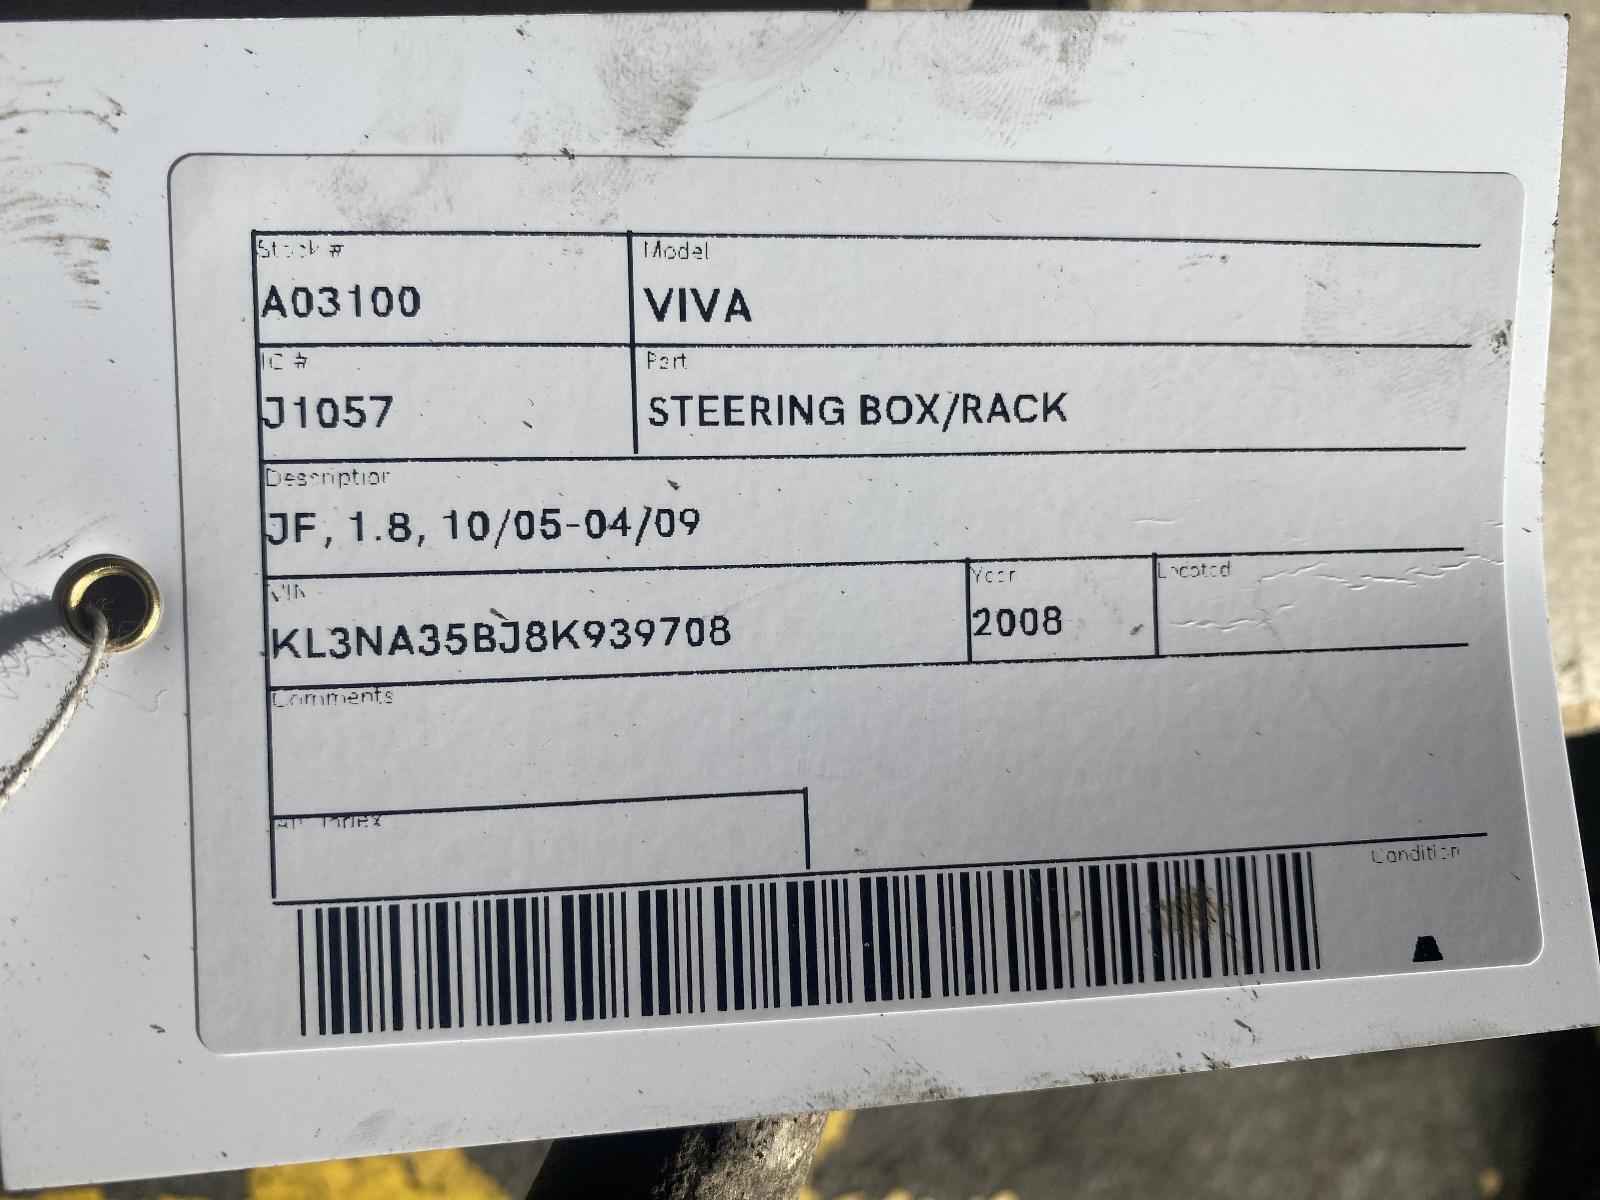 Stock # Model
A03100 VIVA
IC # Part
J1057 STEERING BOX/RACK
Description
JF, 1.8, 10/05-04/09
VIN Year Located
KL3NA35BJ8K939708 2008
Comments
Index
Condition
A